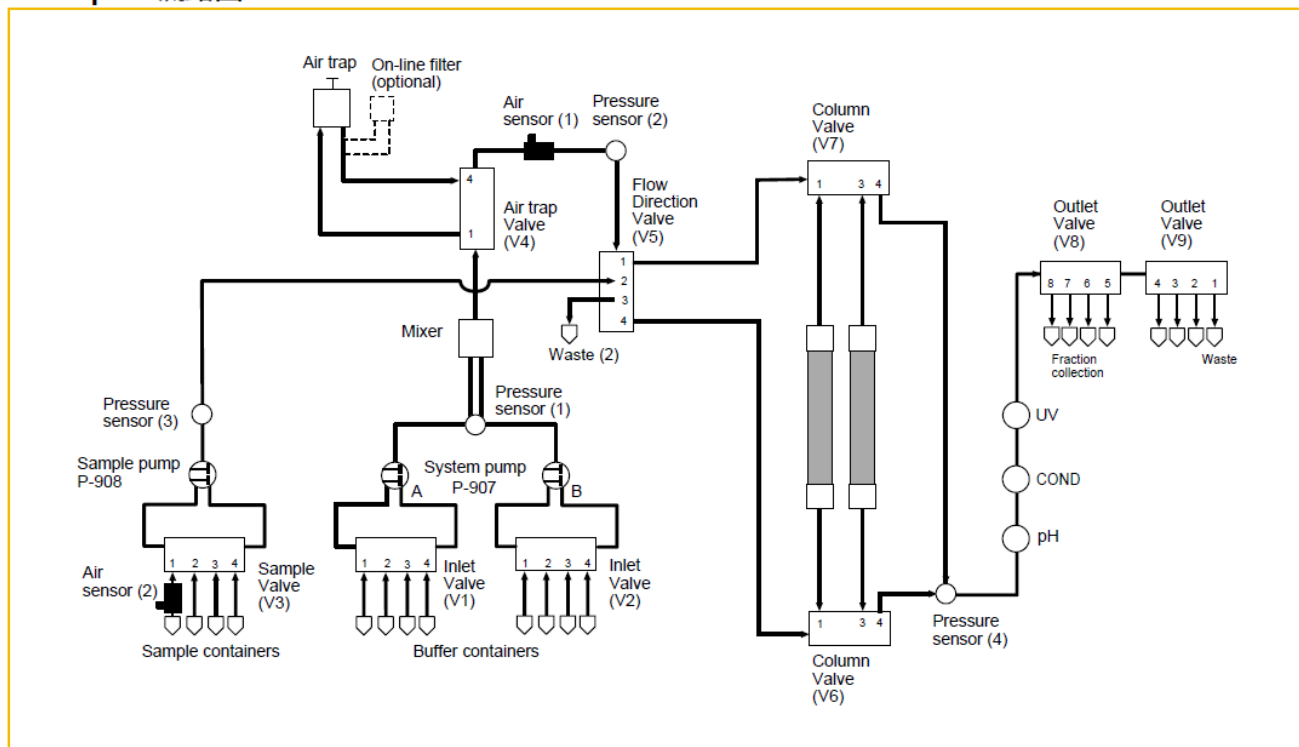 Air trap
On-line filter
(optional)
Air
sensor (1)
Pressure
sensor (2)
Column
Valve
(V7)
1 3 4
4
1
Air trap
Valve
(V4)
Flow
Direction
Valve
(V5)
1
2
3
4
Outlet
Valve
(V8)
8 7 6 5
Outlet
Valve
(V9)
4 3 2 1
Fraction
collection
Waste
Mixer
Waste (2)
Pressure
sensor (3)
Pressure
sensor (1)
UV
Sample pump
P-908
System pump
P-907
A
B
COND
pH
1 2 3 4
Air
sensor (2)
Sample
Valve
(V3)
1 2 3 4
Inlet
Valve
(V1)
1 2 3 4
Inlet
Valve
(V2)
Sample containers
Buffer containers
1 3 4
Column
Valve
(V6)
Pressure
sensor (4)